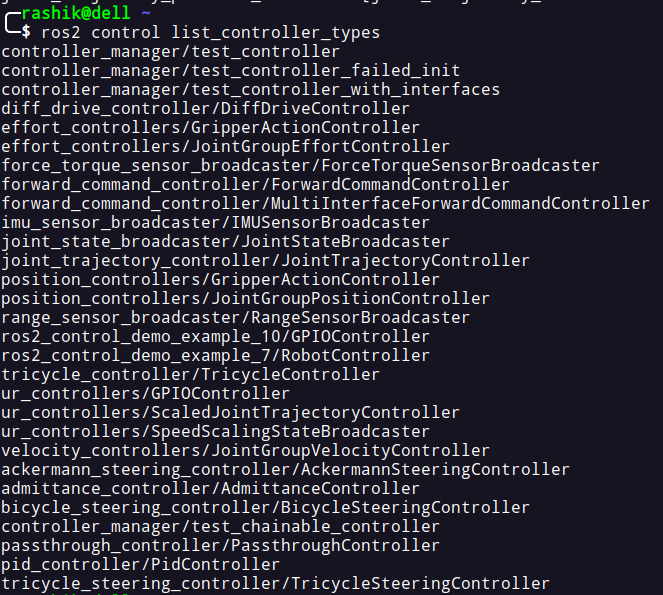 rashik@dell ~
$ ros2 control list_controller_types
controller_manager/test_controller
controller_manager/test_controller_failed_init
controller_manager/test_controller_with_interfaces
diff_drive_controller/DiffDriveController
effort_controllers/GripperActionController
effort_controllers/JointGroupEffortController
force_torque_sensor_broadcaster/ForceTorqueSensorBroadcaster
forward_command_controller/ForwardCommandController
forward_command_controller/MultiInterfaceForwardCommandController
imu_sensor_broadcaster/IMUSensorBroadcaster
joint_state_broadcaster/JointStateBroadcaster
joint_trajectory_controller/JointTrajectoryController
position_controllers/GripperActionController
position_controllers/JointGroupPositionController
range_sensor_broadcaster/RangeSensorBroadcaster
ros2_control_demo_example_10/GPIOController
ros2_control_demo_example_7/RobotController
tricycle_controller/TricycleController
ur_controllers/GPIOController
ur_controllers/ScaledJointTrajectoryController
ur_controllers/SpeedScalingStateBroadcaster
velocity_controllers/JointGroupVelocityController
ackermann_steering_controller/AckermannSteeringController
admittance_controller/AdmittanceController
bicycle_steering_controller/BicycleSteeringController
controller_manager/test_chainable_controller
passthrough_controller/PassthroughController
pid_controller/PidController
tricycle_steering_controller/TricycleSteeringController